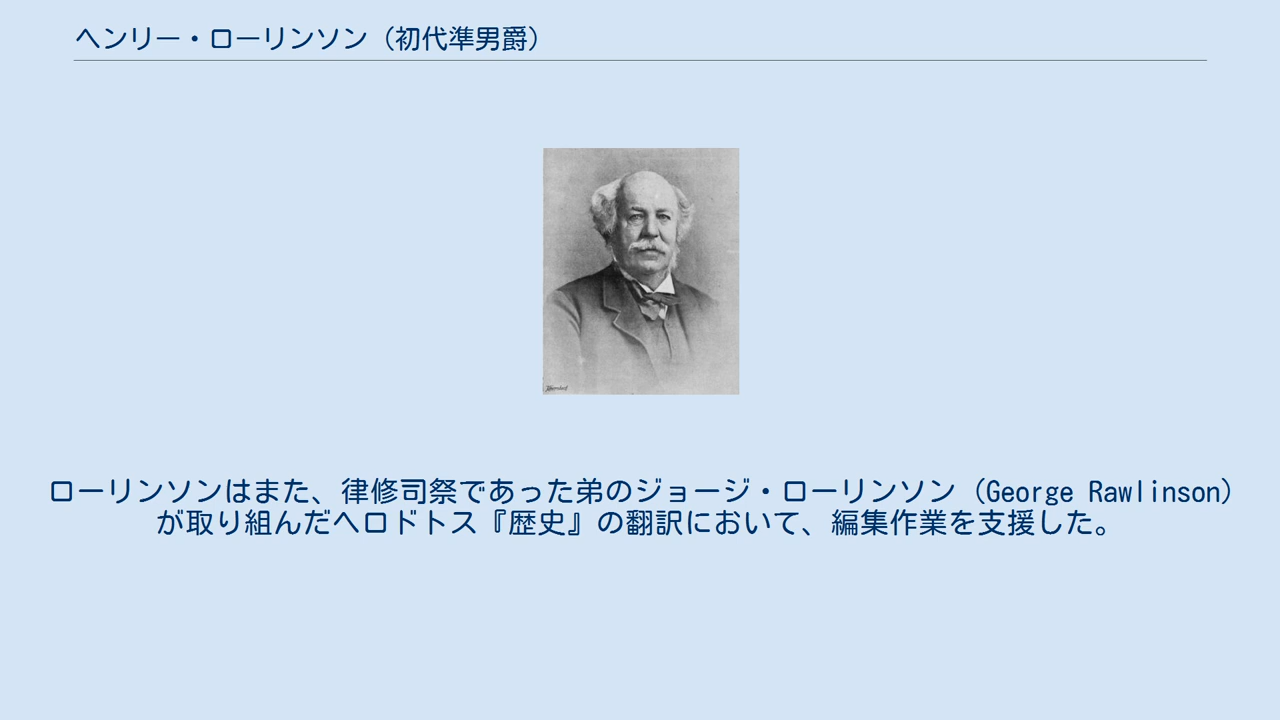 ヘンリー・ローリンソン（初代準男爵）
ローリンソンはまた、律修司祭であった弟のジョージ・ローリンソン（George Rawlinson）
が取り組んだヘロドトス『歴史』の翻訳において、編集作業を支援した。